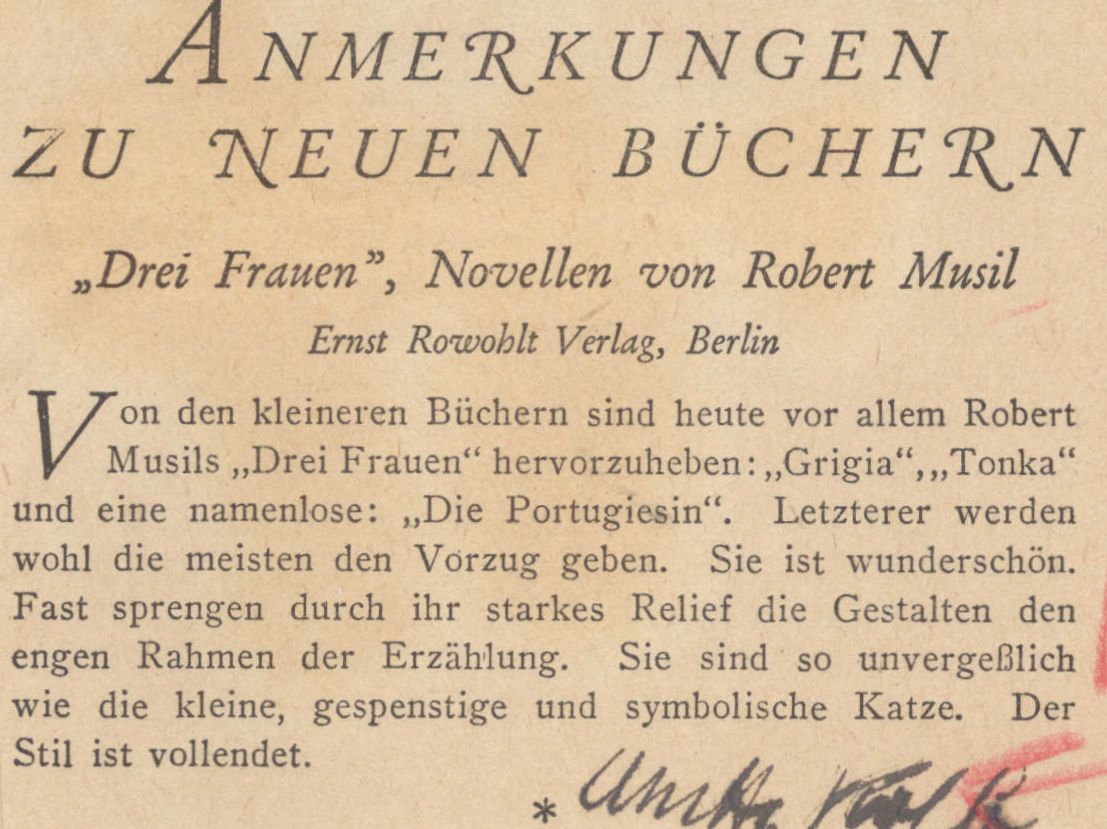 ANMERKUNGEN
ZU NEUEN BÜCHERN
„Drei Frauen”, Novellen von Robert Musil
Ernst Rowohlt Verlag, Berlin
Von den kleineren Büchern sind heute vor allem Robert
Musils „Drei Frauen“ hervorzuheben: „Grigia“, „Tonka“
und eine namenlose: „Die Portugiesin“. Letzterer werden
wohl die meisten den Vorzug geben. Sie ist wunderschön.
Fast sprengen durch ihr starkes Relief die Gestalten den
engen Rahmen der Erzählung. Sie sind so unvergeßlich
wie die kleine, gespenstige und symbolische Katze. Der
Stil ist vollendet.
*